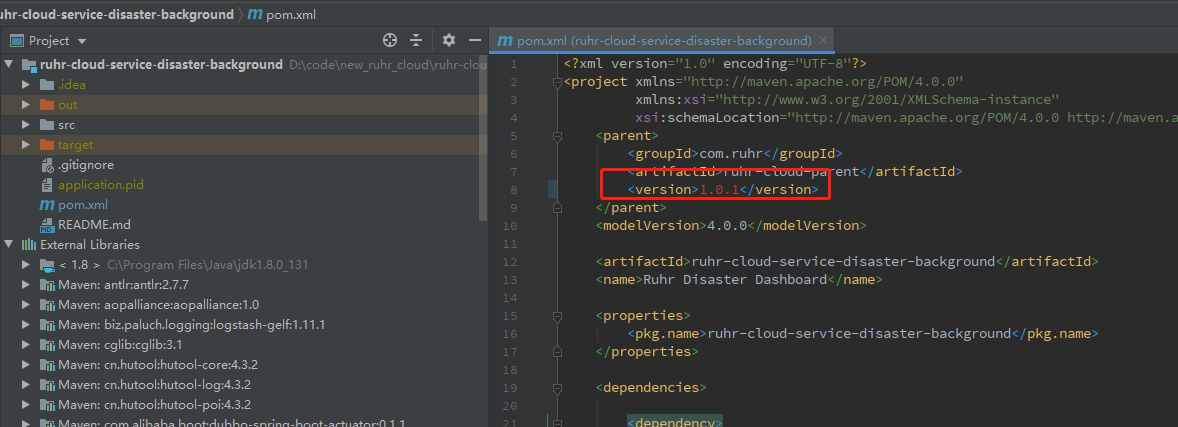 ruhr-cloud-service-disaster-background pom.xml
Project
ruhr-cloud-service-disaster-background D:\code\new_ruhr_cloud\ruhr-clou
.idea
out
src
target
.gitignore
application.pid
pom.xml
README.md
External Libraries
< 1.8 > C:\Program Files\Java\jdk1.8.0_131
Maven: antlr:antlr:2.7.7
Maven: aopalliance:aopalliance:1.0
Maven: biz.paluch.logging:logstash-gelf:1.11.1
Maven: cglib:cglib:3.1
Maven: cn.hutool:hutool-core:4.3.2
Maven: cn.hutool:hutool-log:4.3.2
Maven: cn.hutool:hutool-poi:4.3.2
Maven: com.alibaba.boot:dubbo-spring-boot-actuator:0.1.1
pom.xml (ruhr-cloud-service-disaster-background)
1 <?xml version="1.0" encoding="UTF-8"?>
2 <project xmlns="http://maven.apache.org/POM/4.0.0"
3 xmlns:xsi="http://www.w3.org/2001/XMLSchema-instance"
4 xsi:schemaLocation="http://maven.apache.org/POM/4.0.0 http://maven.a
5 <parent>
6 <groupId>com.ruhr</groupId>
7 <artifactId>ruhr-cloud-parent</artifactId>
8 <version>1.0.1</version>
9 </parent>
10 <modelVersion>4.0.0</modelVersion>
11
12 <artifactId>ruhr-cloud-service-disaster-background</artifactId>
13 <name>Ruhr Disaster Dashboard</name>
14
15 <properties>
16 <pkg.name>ruhr-cloud-service-disaster-background</pkg.name>
17 </properties>
18
19 <dependencies>
20
21 <dependency>